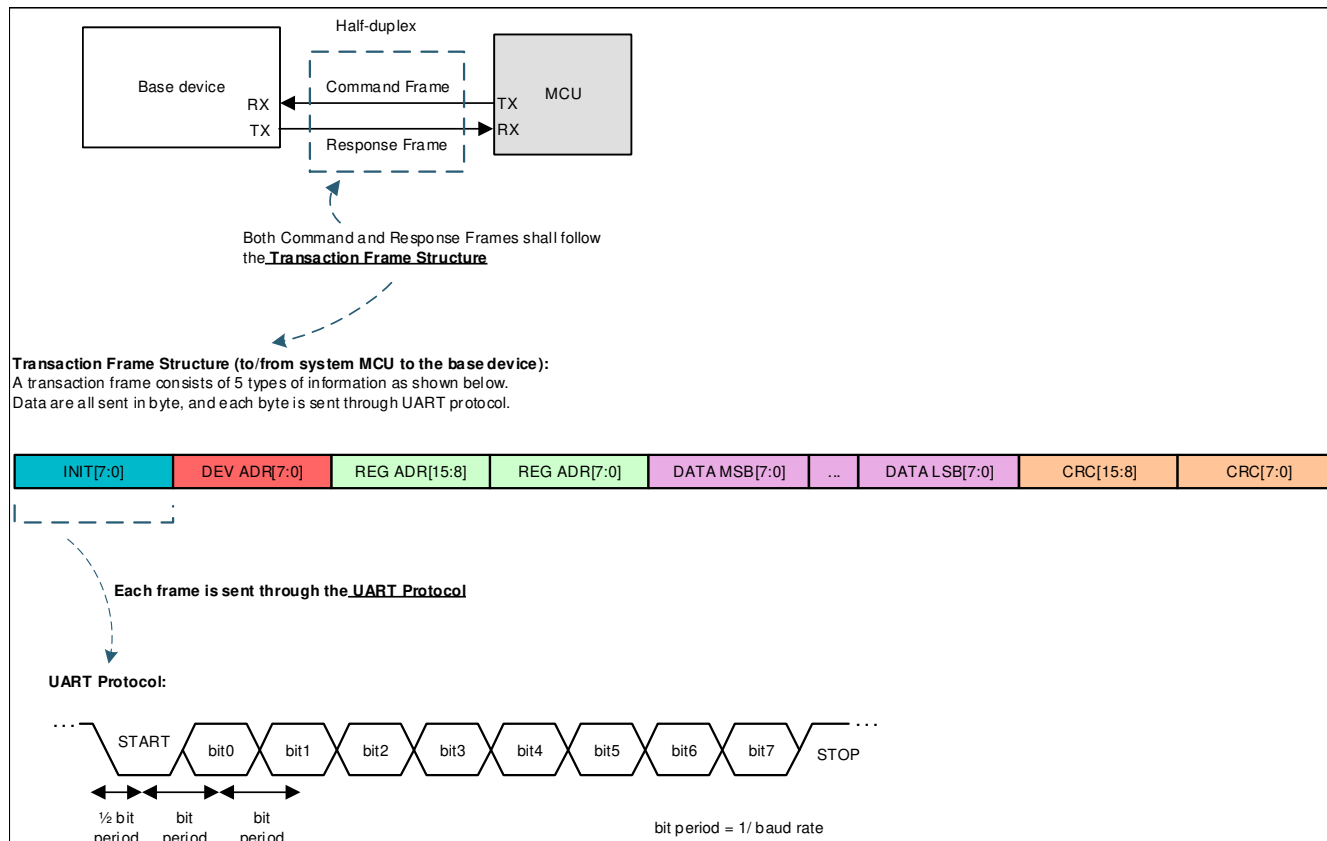 Half-duplex
Base device
Command Frame
MCU
RX
TX
TX
RX
Response Frame
Both Command and Response Frames shall follow
the Transaction Frame Structure
Transaction Frame Structure (to/from system MCU to the base device):
A transaction frame consists of 5 types of information as shown below.
Data are all sent in byte, and each byte is sent through UART protocol.
INIT[7:0] DEV ADR[7:0] REG ADR[15:8] REG ADR[7:0] DATA MSB[7:0] ... DATA LSB[7:0] CRC[15:8] CRC[7:0]
Each frame is sent through the UART Protocol
UART Protocol:
... START bit0 bit1 bit2 bit3 bit4 bit5 bit6 bit7 STOP ...
½ bit period
bit period
bit period
bit period = 1/ baud rate